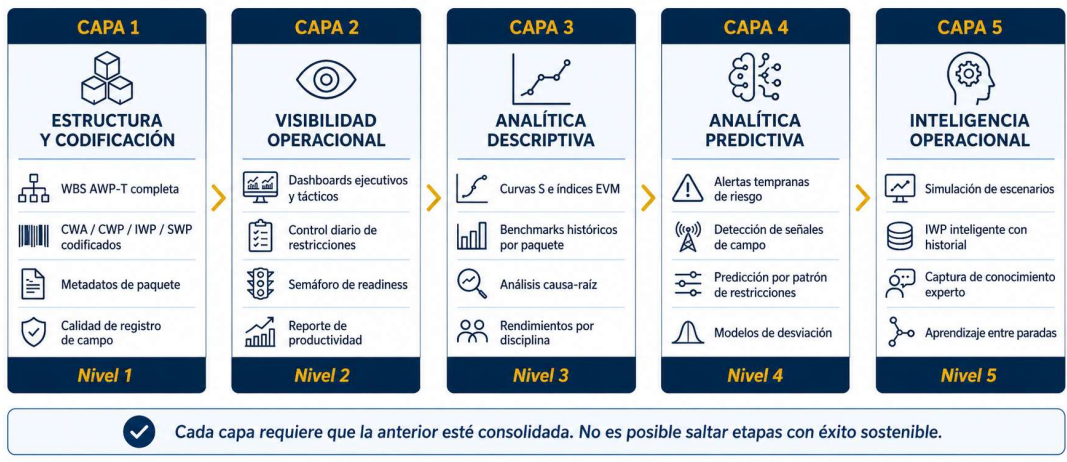 CAPA 1
ESTRUCTURA
Y CODIFICACIÓN
WBS AWP-T completa
CWA / CWP / IWP / SWP
codificados
Metadatos de paquete
Calidad de registro
de campo
Nivel 1
CAPA 2
VISIBILIDAD
OPERACIONAL
Dashboards ejecutivos
y tácticos
Control diario de
restricciones
Semáforo de readiness
Reporte de
productividad
Nivel 2
CAPA 3
ANALÍTICA
DESCRIPTIVA
Curvas S e índices EVM
Benchmarks históricos
por paquete
Análisis causa-raíz
Rendimientos por
disciplina
Nivel 3
CAPA 4
ANALÍTICA
PREDICTIVA
Alertas tempranas
de riesgo
Detección de señales
de campo
Predicción por patrón
de restricciones
Modelos de desviación
Nivel 4
CAPA 5
INTELIGENCIA
OPERACIONAL
Simulación de escenarios
IWP inteligente con
historial
Captura de conocimiento
experto
Aprendizaje entre paradas
Nivel 5
Cada capa requiere que la anterior esté consolidada. No es posible saltar etapas con éxito sostenible.